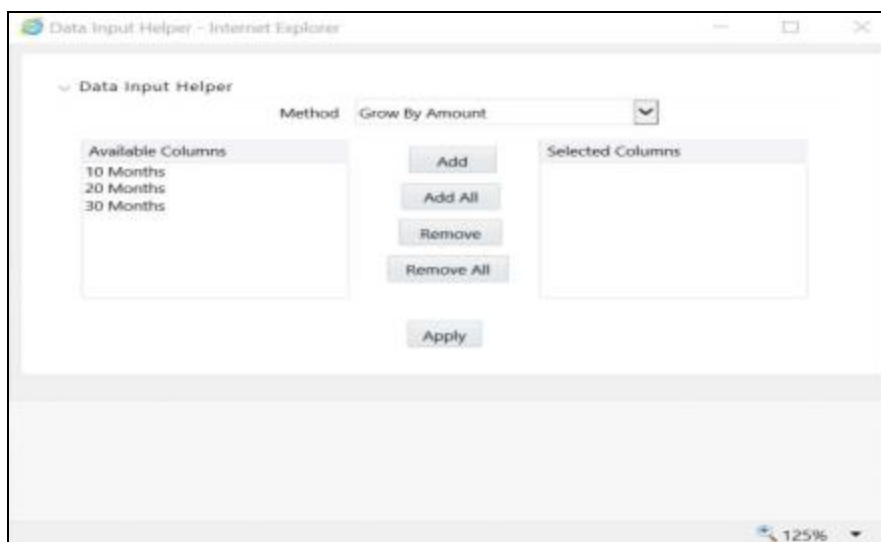 Data Input Helper - Internet Explorer
Data Input Helper
Method Grow By Amount
Available Columns
10 Months
20 Months
30 Months
Add
Add All
Remove
Remove All
Selected Columns
Apply
125%